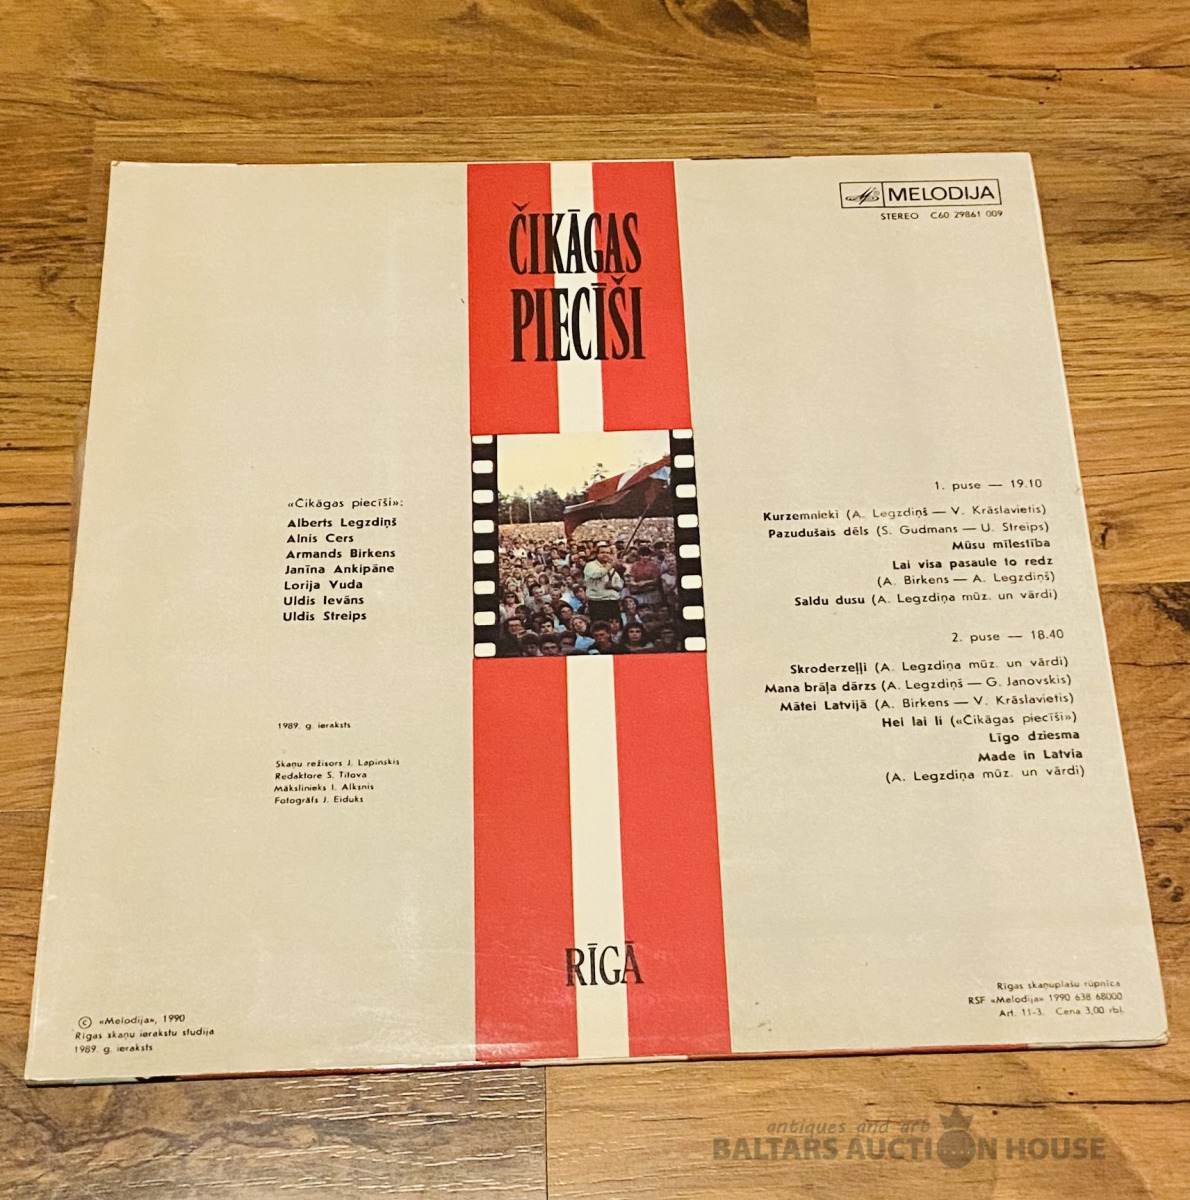 ČIKĀGAS
PIECĪŠI
MELODIJA
STEREO C60 29861 009
«Čikāgas piecīši»:
Alberts Legzdiņš
Alnis Cers
Armands Birkens
Janīna Ankipāne
Lorija Vuda
Uldis Ievāns
Uldis Streips
1989. g. ieraksts
Skaņu režisors J. Lapinskis
Redaktore S. Titova
Mākslinieks I. Alksnis
Fotogrāfs J. Eiduks
1. puse — 19.10
Kurzemnieki (A. Legzdiņš — V. Krāslavietis)
Pazudušais dēls (S. Gudmans — U. Streips)
Mūsu mīlestība
Lai visa pasaule to redz
(A. Birkens — A. Legzdiņš)
Saldu dusu (A. Legzdiņa mūz. un vārdi)
2. puse — 18.40
Skroderzeļļi (A. Legzdiņa mūz. un vārdi)
Mana brāļa dārzs (A. Legzdiņš — G. Janovskis)
Mātei Latvijā (A. Birkens — V. Krāslavietis)
Hei lai li («Čikāgas piecīši»)
Līgo dziesma
Made in Latvia
(A. Legzdiņa mūz. un vārdi)
RĪGĀ
© «Melodija», 1990
Rīgas skaņu ierakstu studija
1989. g. ieraksts
Rīgas skaņuplašu rūpnīca
RSF «Melodija» 1990 638 68000
Art. 11-3. Cena 3,00 rbļ.
antiques and art
BALTARS AUCTION HOUSE